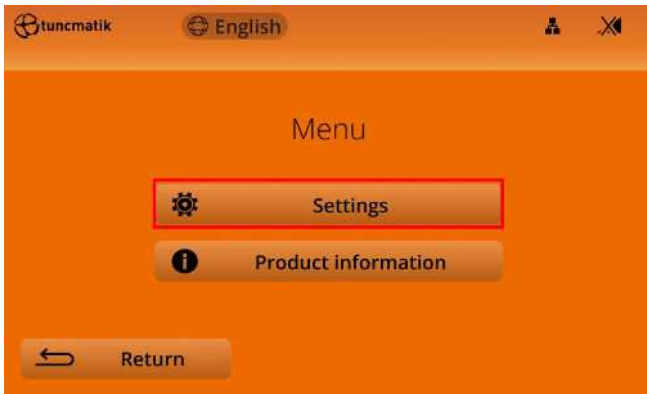 tuncmatik
English
Menu
Settings
Product information
Return